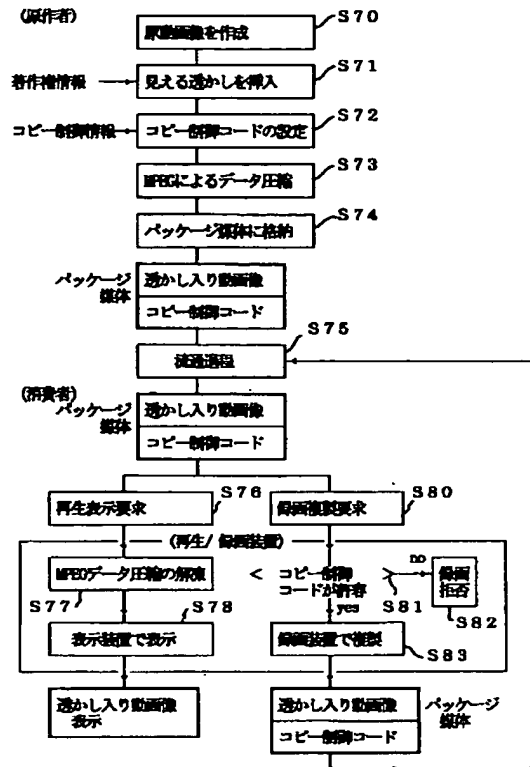 (原作者)
原動画像を作成
S70
著作権情報
見える透かしを挿入
S71
コピー制御情報
コピー制御コードの設定
S72
MPEGによるデータ圧縮
S73
パッケージ媒体に格納
S74
パッケージ
媒体
透かし入り動画像
コピー制御コード
流通過程
S75
(消費者)
パッケージ
媒体
透かし入り動画像
コピー制御コード
再生表示要求
S76
録画複製要求
S80
(再生/録画装置)
MPEGデータ圧縮の解凍
S77
< コピー制御
コードが許容 >
S81
no
録画
拒否
S82
yes
表示装置で表示
S78
録画装置で複製
S83
透かし入り動画像
表示
透かし入り動画像
コピー制御コード
パッケージ
媒体